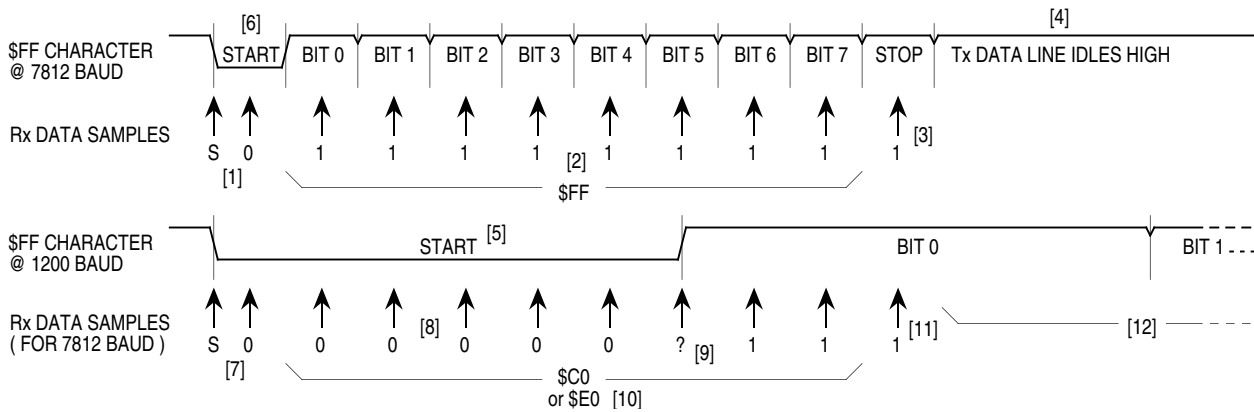 [6] [4]
$FF CHARACTER
@ 7812 BAUD
START BIT 0 BIT 1 BIT 2 BIT 3 BIT 4 BIT 5 BIT 6 BIT 7 STOP Tx DATA LINE IDLES HIGH
Rx DATA SAMPLES
S 0 1 1 1 1 1 1 1 1 1 [3]
[1] [2]
$FF
$FF CHARACTER
@ 1200 BAUD
START [5] BIT 0 BIT 1
Rx DATA SAMPLES
( FOR 7812 BAUD )
S 0 0 0 0 0 0 ? 1 1 1
[7] [8] [9] [11] [12]
$C0
or $E0 [10]